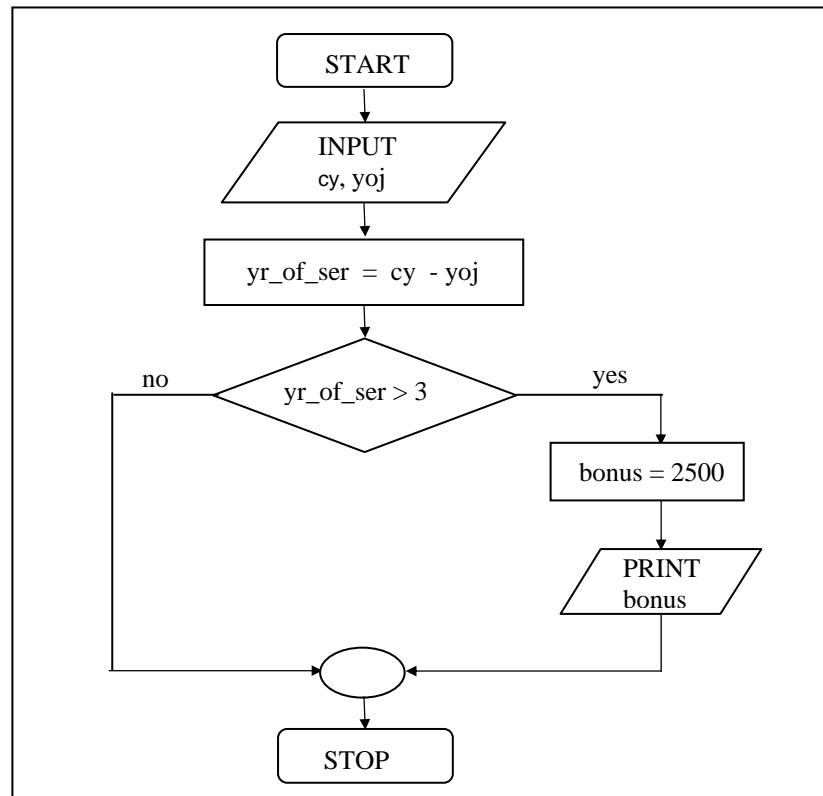 START
INPUT
cy, yoj
yr_of_ser = cy - yoj
no
yr_of_ser > 3
yes
bonus = 2500
PRINT
bonus
STOP